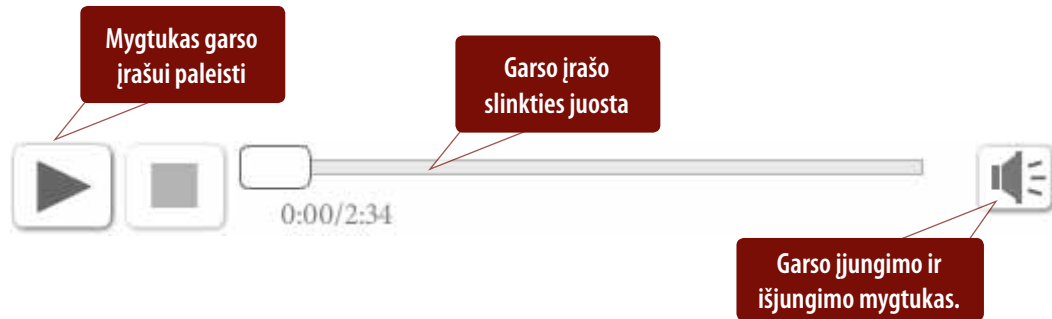 Mygtukas garso
įrašui paleisti
Garso įrašo
slinkties juosta
0:00/2:34
Garso įjungimo ir
išjungimo mygtukas.